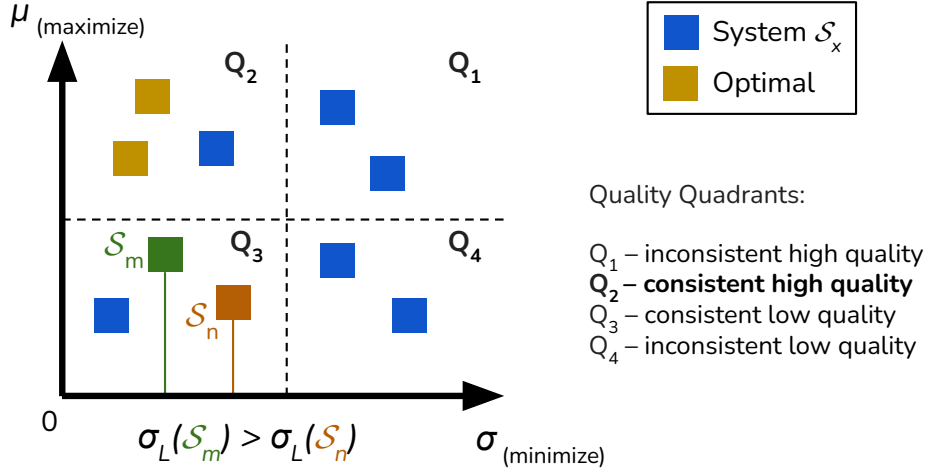 μ (maximize)
Q2
Q1
System 𝒮x
Optimal
Quality Quadrants:
𝒮m
Q3
Q4
Q1 – inconsistent high quality
Q2 – consistent high quality
Q3 – consistent low quality
Q4 – inconsistent low quality
𝒮n
0
σL(𝒮m) > σL(𝒮n)
σ (minimize)